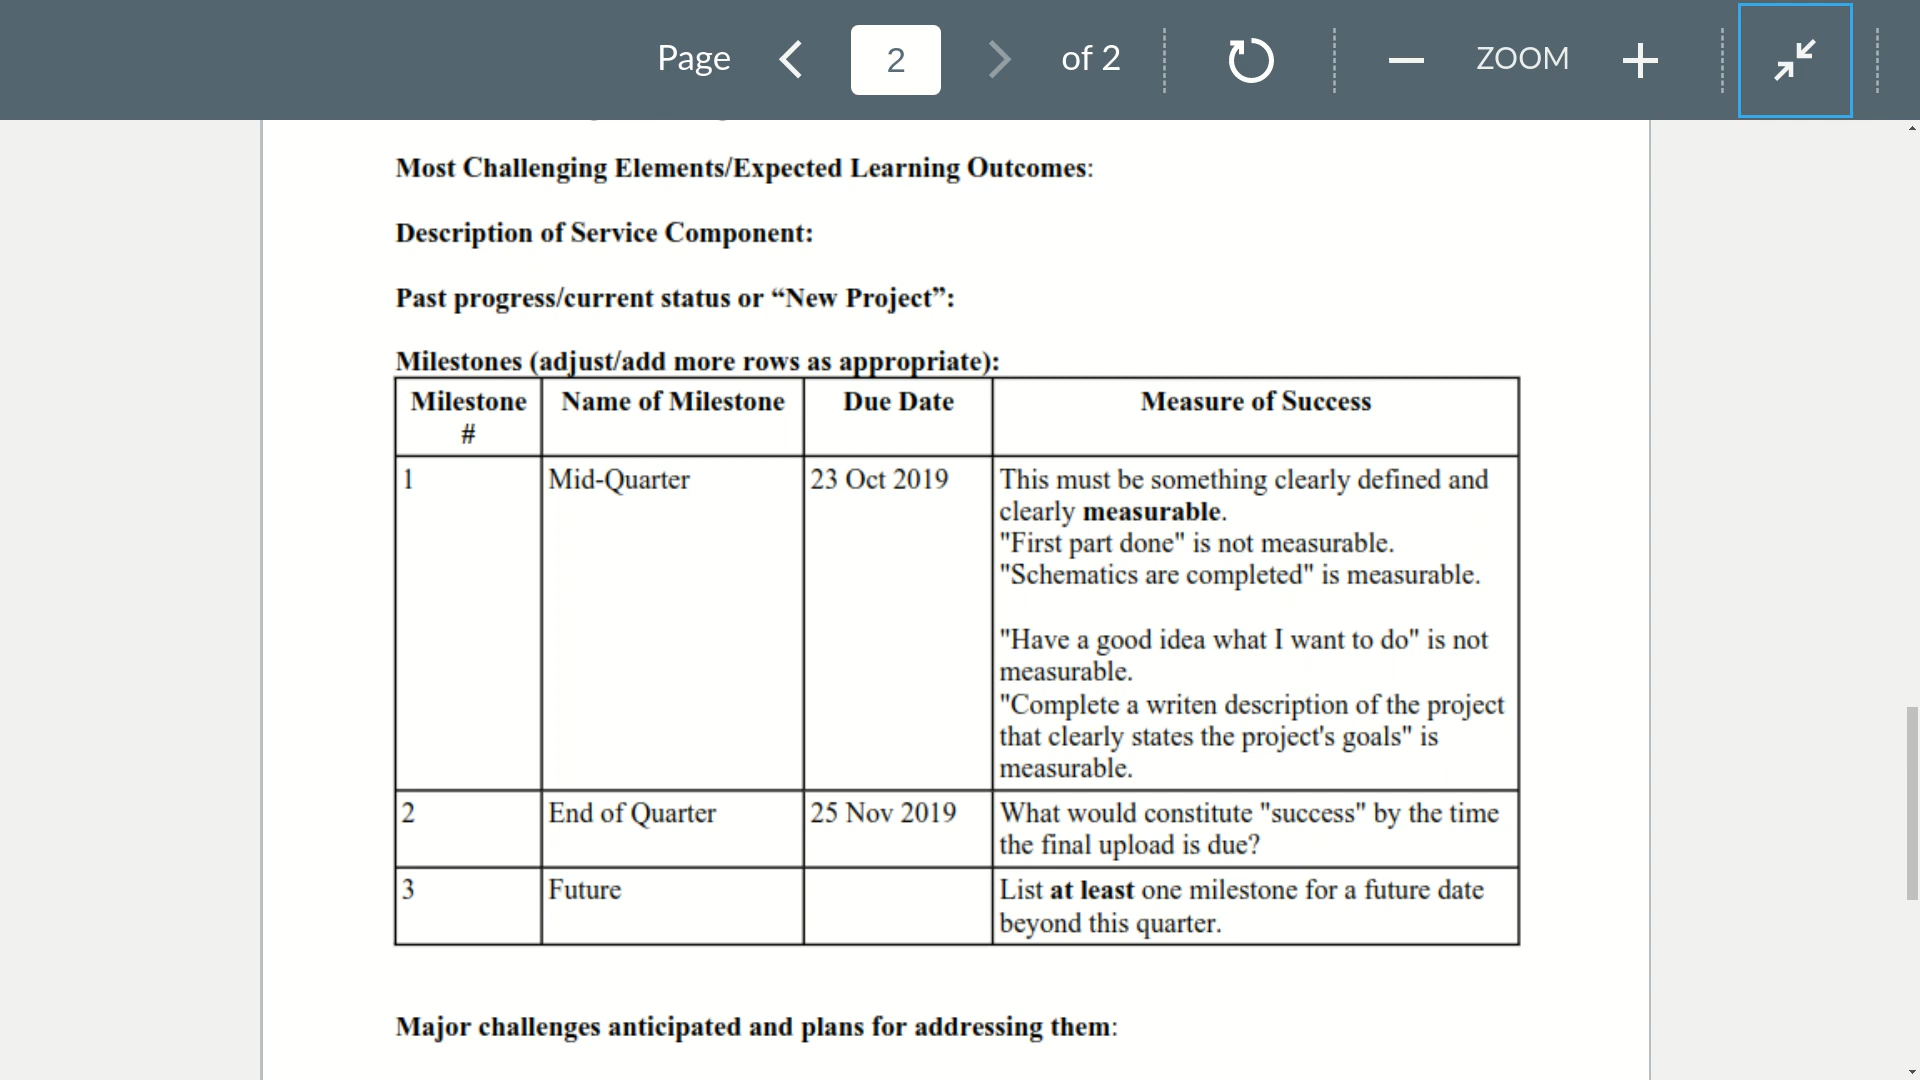 Page 2 of 2 ZOOM
Most Challenging Elements/Expected Learning Outcomes:
Description of Service Component:
Past progress/current status or “New Project”:
Milestones (adjust/add more rows as appropriate):
Milestone # Name of Milestone Due Date Measure of Success
1 Mid-Quarter 23 Oct 2019 This must be something clearly defined and
clearly measurable.
"First part done" is not measurable.
"Schematics are completed" is measurable.
"Have a good idea what I want to do" is not
measurable.
"Complete a writen description of the project
that clearly states the project's goals" is
measurable.
2 End of Quarter 25 Nov 2019 What would constitute "success" by the time
the final upload is due?
3 Future List at least one milestone for a future date
beyond this quarter.
Major challenges anticipated and plans for addressing them: